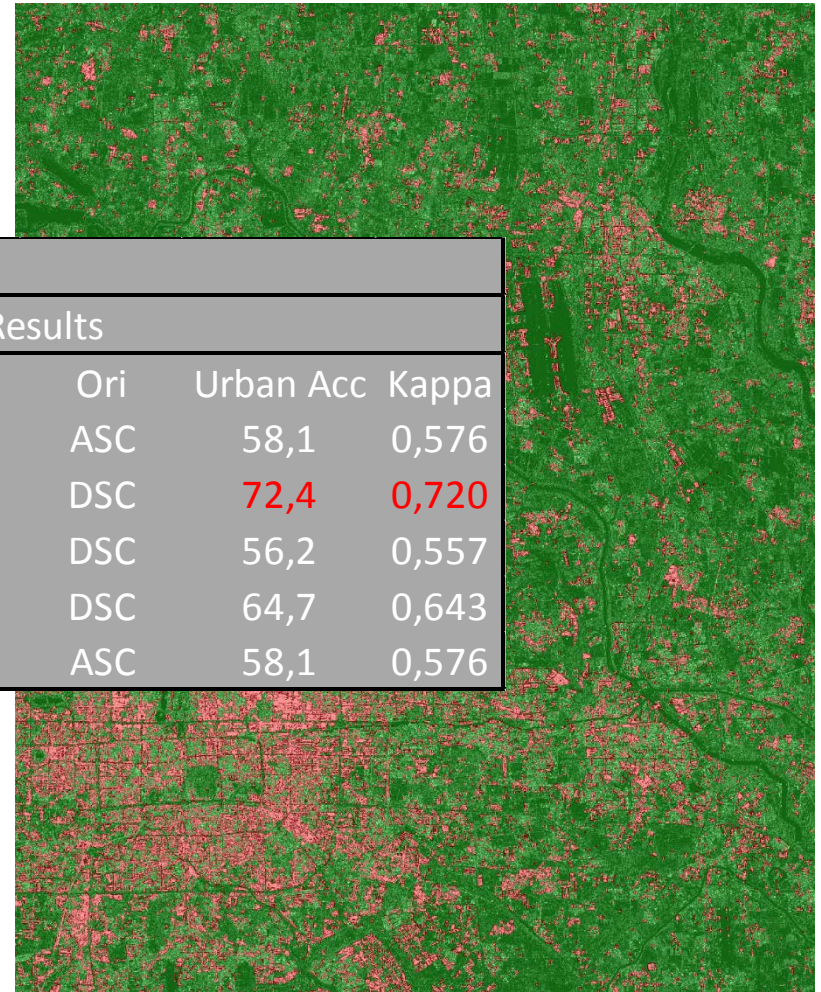 Results
Ori Urban Acc Kappa
ASC 58,1 0,576
DSC 72,4 0,720
DSC 56,2 0,557
DSC 64,7 0,643
ASC 58,1 0,576